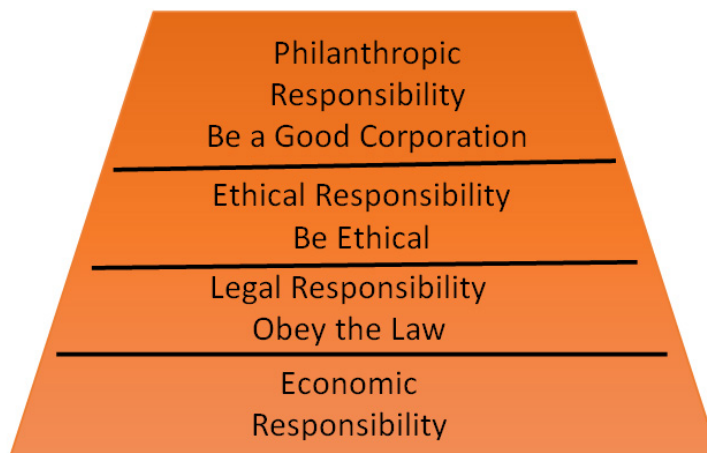 Philanthropic
Responsibility
Be a Good Corporation
Ethical Responsibility
Be Ethical
Legal Responsibility
Obey the Law
Economic
Responsibility